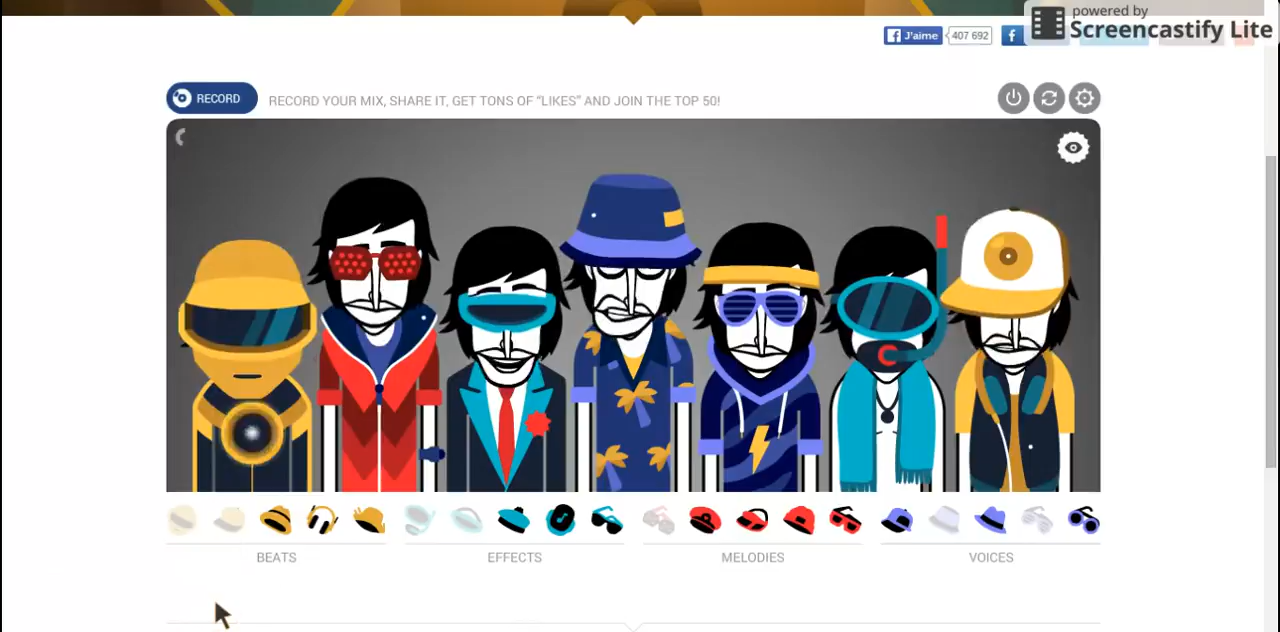 powered by
Screencastify Lite
J'aime 407 692
RECORD
RECORD YOUR MIX, SHARE IT, GET TONS OF “LIKES” AND JOIN THE TOP 50!
BEATS
EFFECTS
MELODIES
VOICES